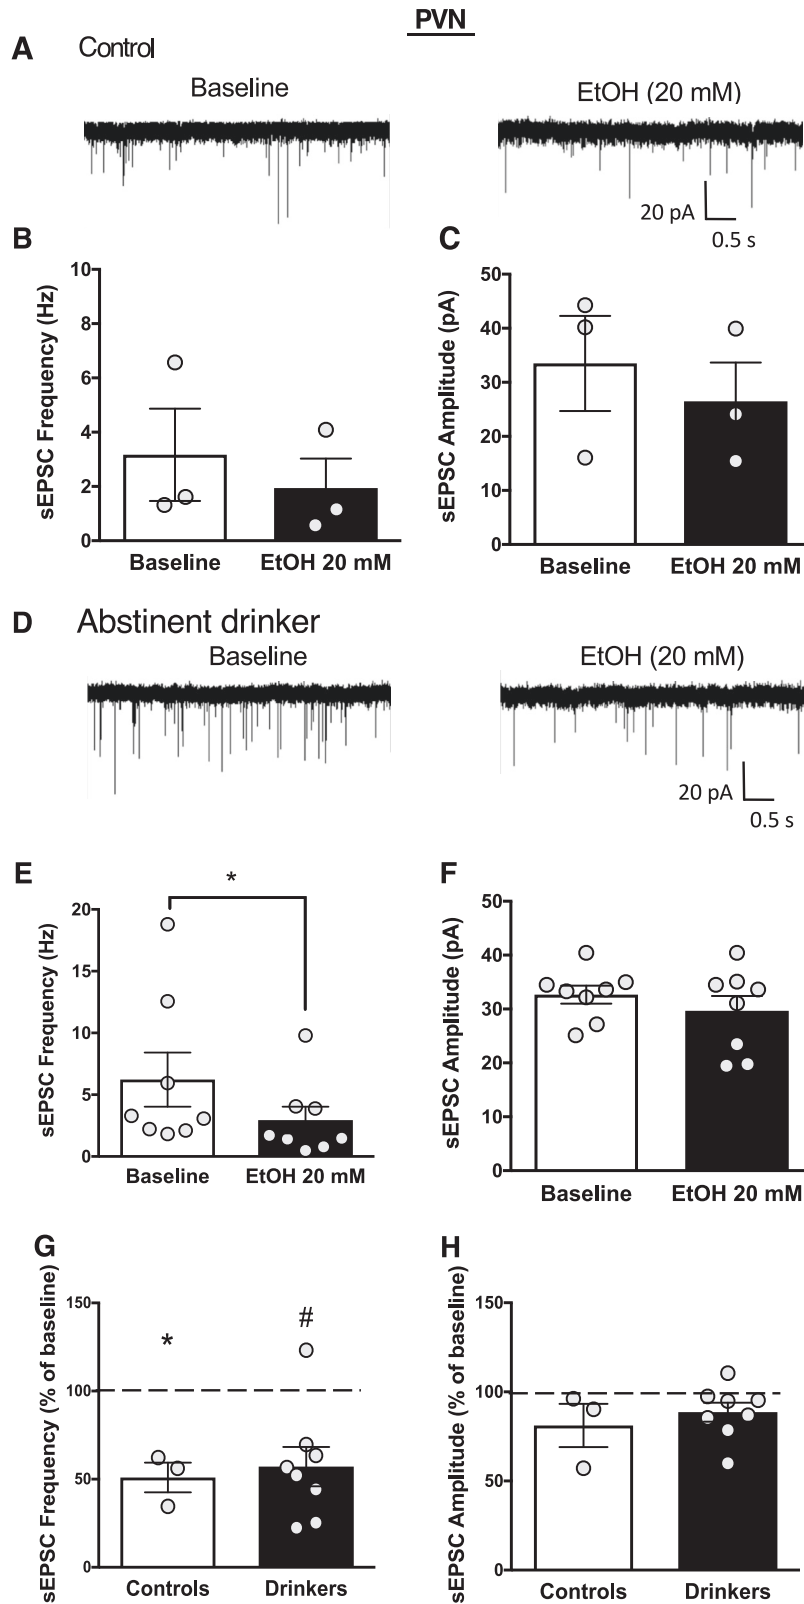 PVN
A Control
Baseline
EtOH (20 mM)
20 pA
0.5 s
B
sEPSC Frequency (Hz)
10
8
6
4
2
0
Baseline
EtOH 20 mM
C
sEPSC Amplitude (pA)
50
40
30
20
10
0
Baseline
EtOH 20 mM
D Abstinent drinker
Baseline
EtOH (20 mM)
20 pA
0.5 s
E
*
sEPSC Frequency (Hz)
20
15
10
5
0
Baseline
EtOH 20 mM
F
sEPSC Amplitude (pA)
50
40
30
20
10
0
Baseline
EtOH 20 mM
G
sEPSC Frequency (% of baseline)
150
100
50
0
*
#
Controls
Drinkers
H
sEPSC Amplitude (% of baseline)
150
100
50
0
Controls
Drinkers